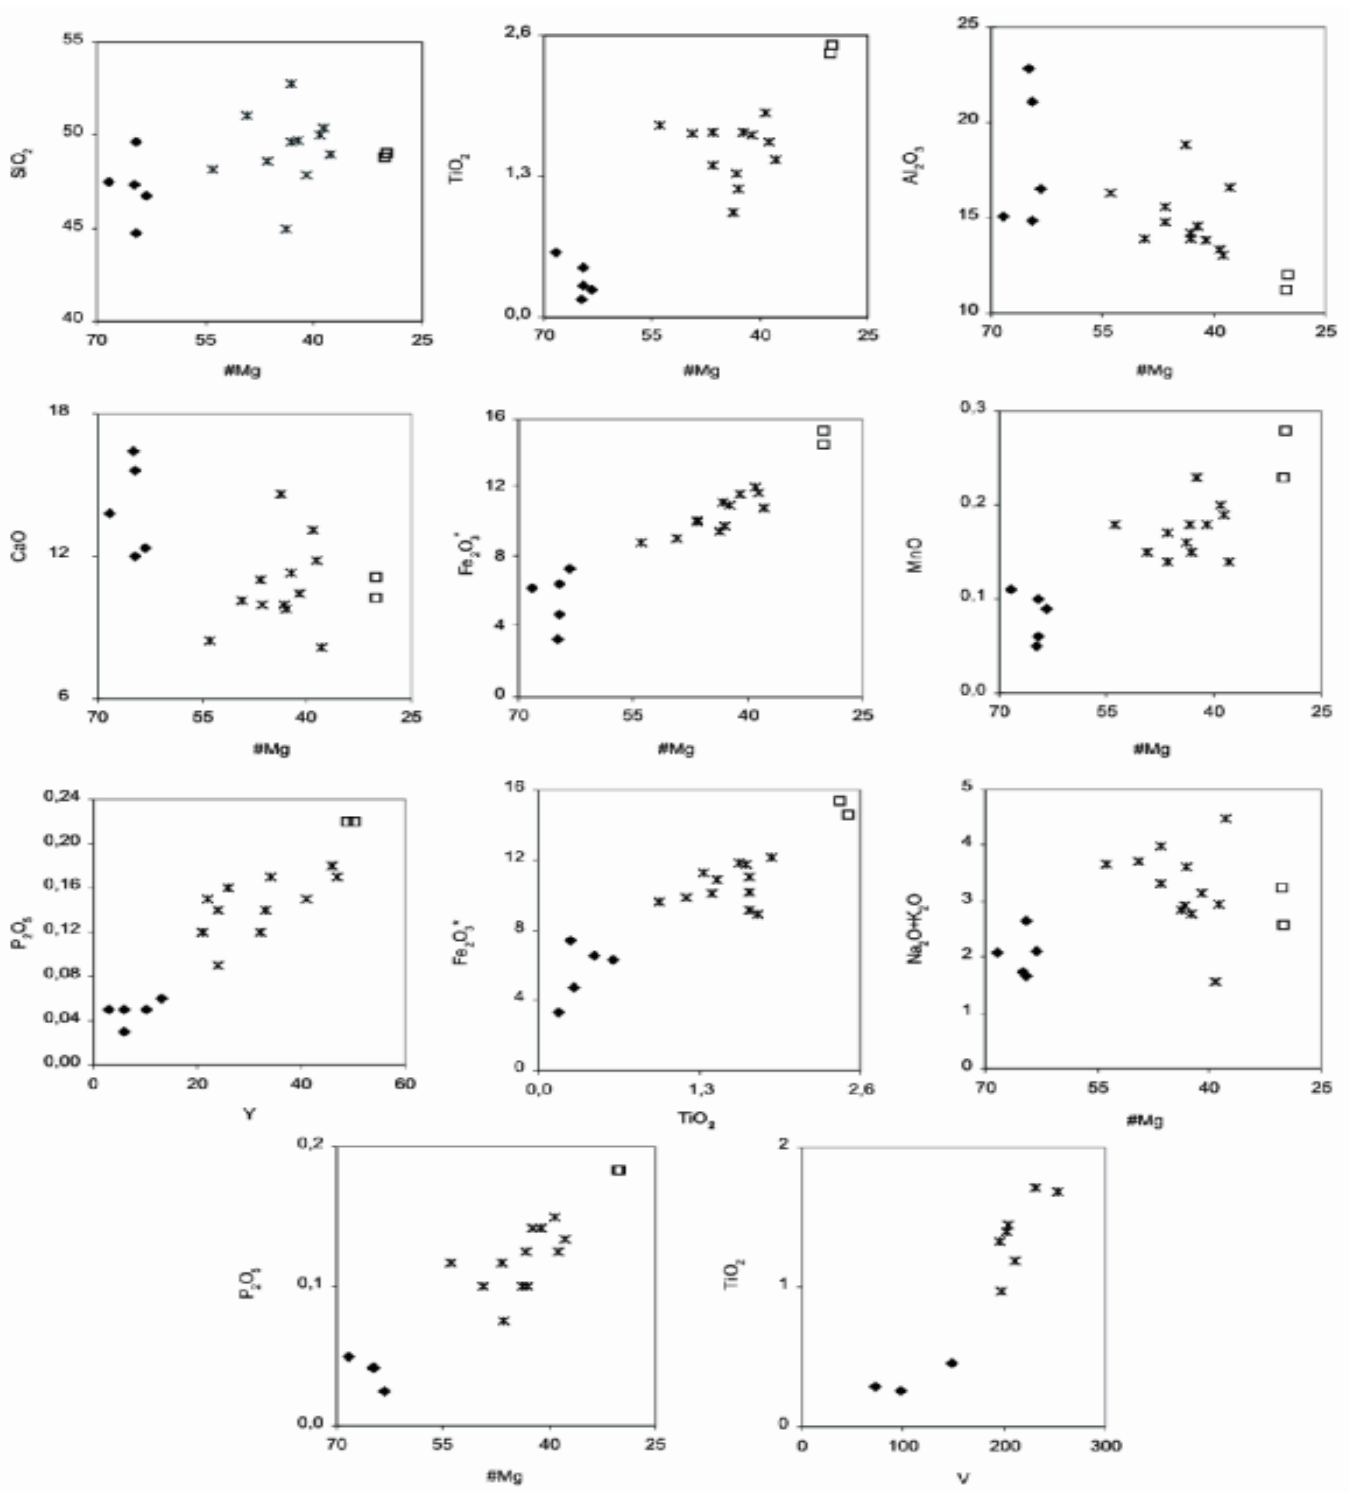 55
50
45
40
SiO2
70 55 40 25
#Mg
2,6
1,3
0,0
TiO2
70 55 40 25
#Mg
25
20
15
10
Al2O3
70 55 40 25
#Mg
18
12
6
CaO
70 55 40 25
#Mg
16
12
8
4
0
Fe2O3*
70 55 40 25
#Mg
0,3
0,2
0,1
0,0
MnO
70 55 40 25
#Mg
0,24
0,20
0,16
0,12
0,08
0,04
0,00
P2O5
0 20 40 60
Y
16
12
8
4
0
Fe2O3*
0,0 1,3 2,6
TiO2
5
4
3
2
1
0
Na2O+K2O
70 55 40 25
#Mg
0,2
0,1
0,0
P2O5
70 55 40 25
#Mg
2
1
0
TiO2
0 100 200 300
V